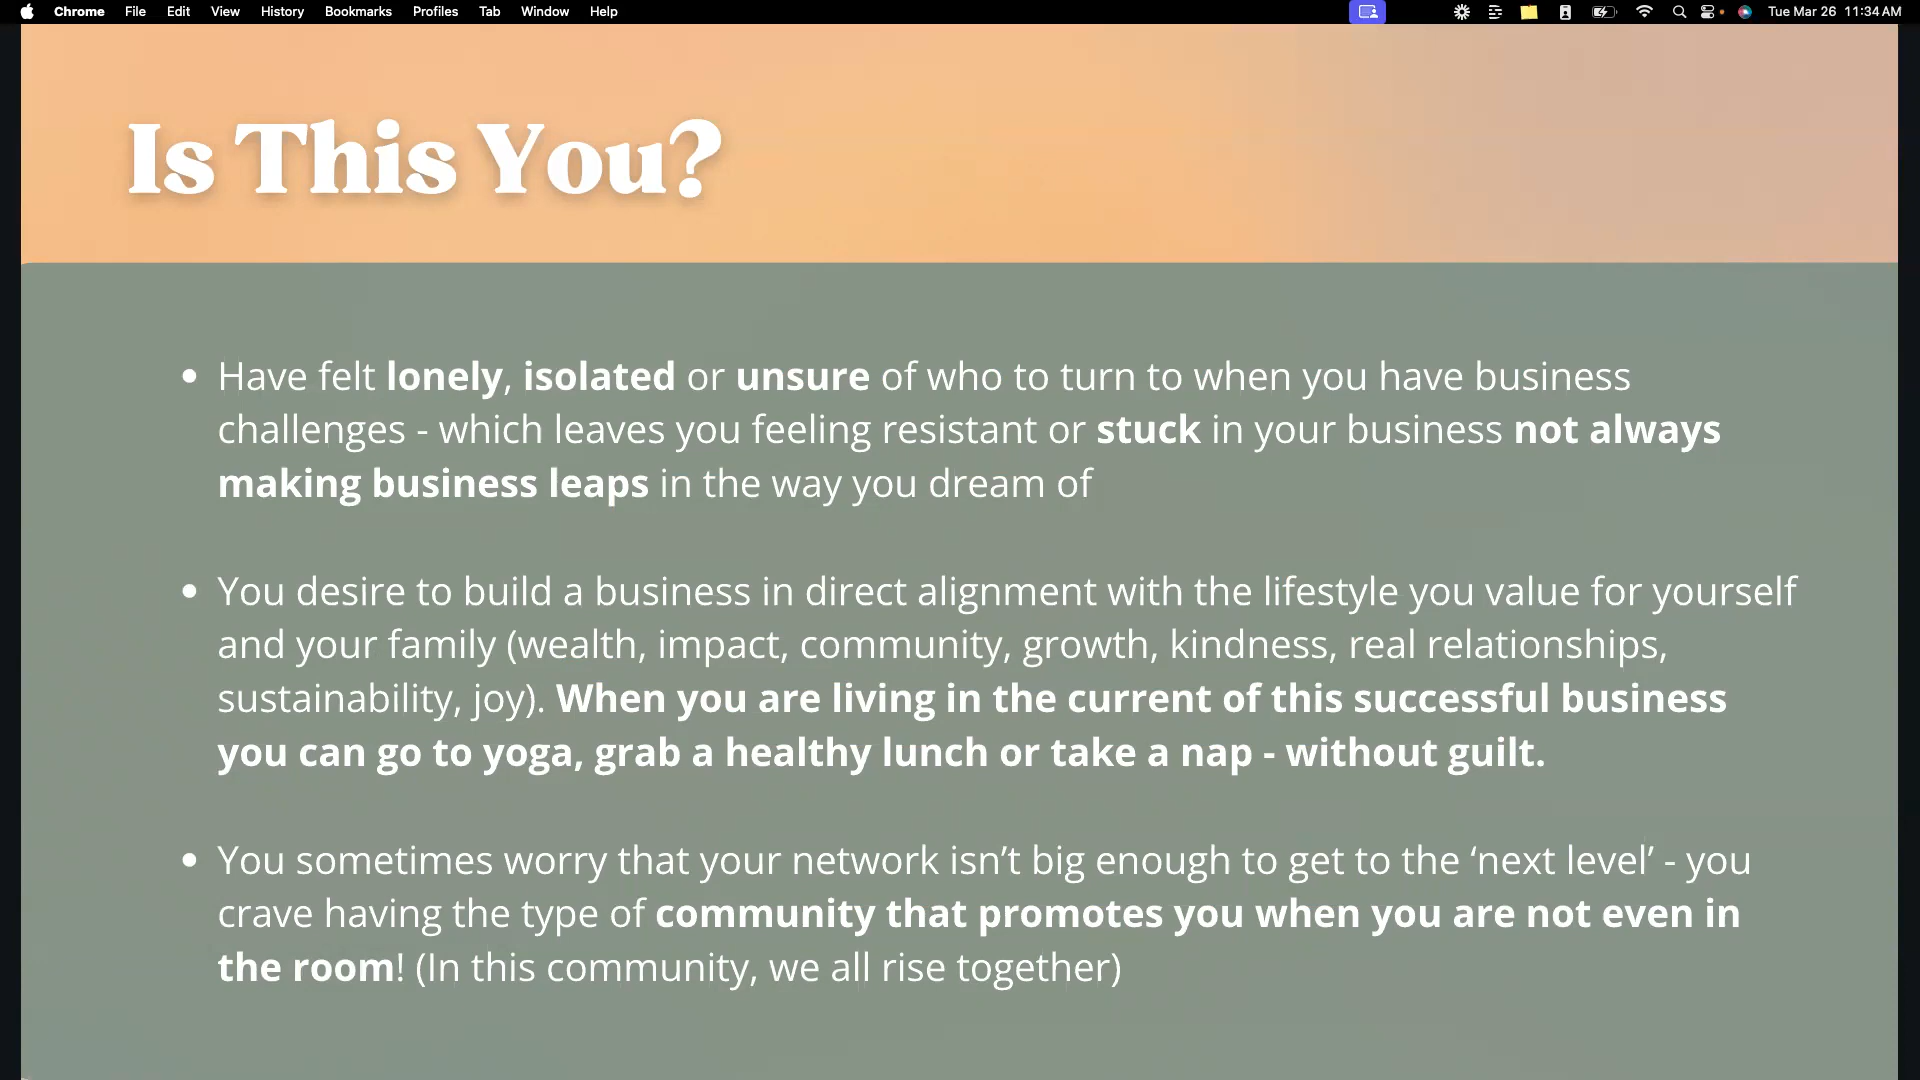 Chrome File Edit View History Bookmarks Profiles Tab Window Help Tue Mar 26 11:34 AM
Is This You?
• Have felt lonely, isolated or unsure of who to turn to when you have business
challenges - which leaves you feeling resistant or stuck in your business not always
making business leaps in the way you dream of
• You desire to build a business in direct alignment with the lifestyle you value for yourself
and your family (wealth, impact, community, growth, kindness, real relationships,
sustainability, joy). When you are living in the current of this successful business
you can go to yoga, grab a healthy lunch or take a nap - without guilt.
• You sometimes worry that your network isn’t big enough to get to the ‘next level’ - you
crave having the type of community that promotes you when you are not even in
the room! (In this community, we all rise together)